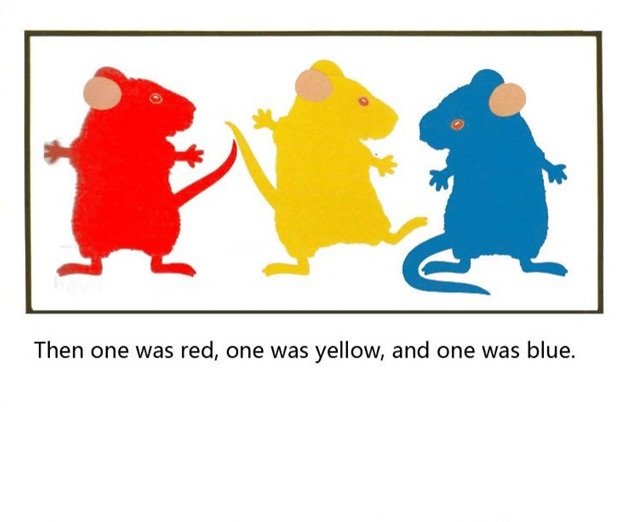 Then one was red, one was yellow, and one was blue.